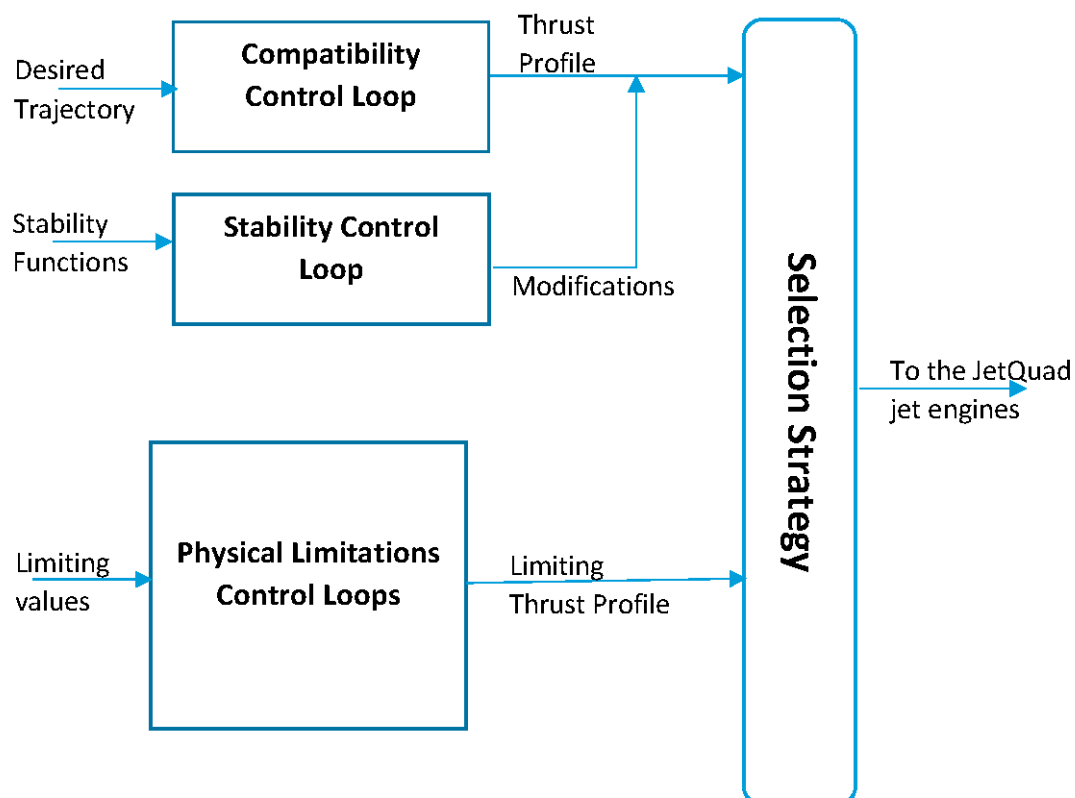 Desired
Trajectory
Compatibility
Control Loop
Thrust
Profile
Stability
Functions
Stability Control
Loop
Modifications
Limiting
values
Physical Limitations
Control Loops
Limiting
Thrust Profile
Selection Strategy
To the JetQuad
jet engines